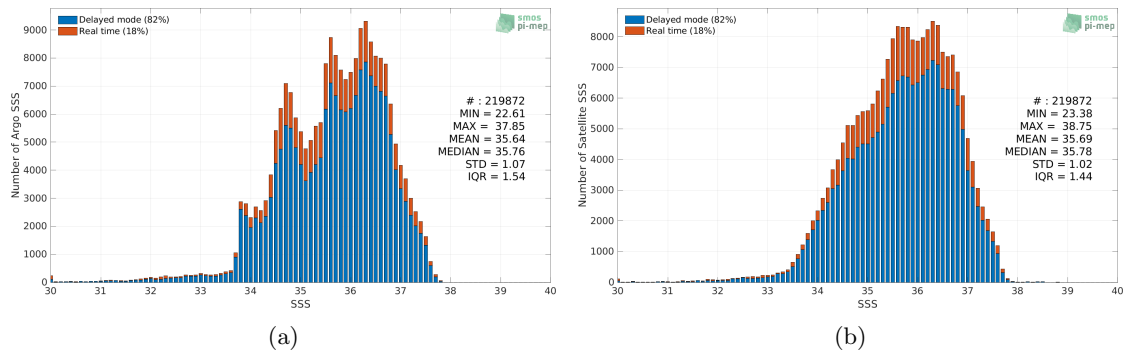 Delayed mode (82%)
Real time (18%)
smos
pi-mep
9000
8000
7000
6000
5000
4000
3000
2000
1000
0
Number of Argo SSS
# : 219872
MIN = 22.61
MAX = 37.85
MEAN = 35.64
MEDIAN = 35.76
STD = 1.07
IQR = 1.54
30 31 32 33 34 35 36 37 38 39 40
SSS
(a)
Delayed mode (82%)
Real time (18%)
smos
pi-mep
8000
7000
6000
5000
4000
3000
2000
1000
0
Number of Satellite SSS
# : 219872
MIN = 23.38
MAX = 38.75
MEAN = 35.69
MEDIAN = 35.78
STD = 1.02
IQR = 1.44
30 31 32 33 34 35 36 37 38 39 40
SSS
(b)